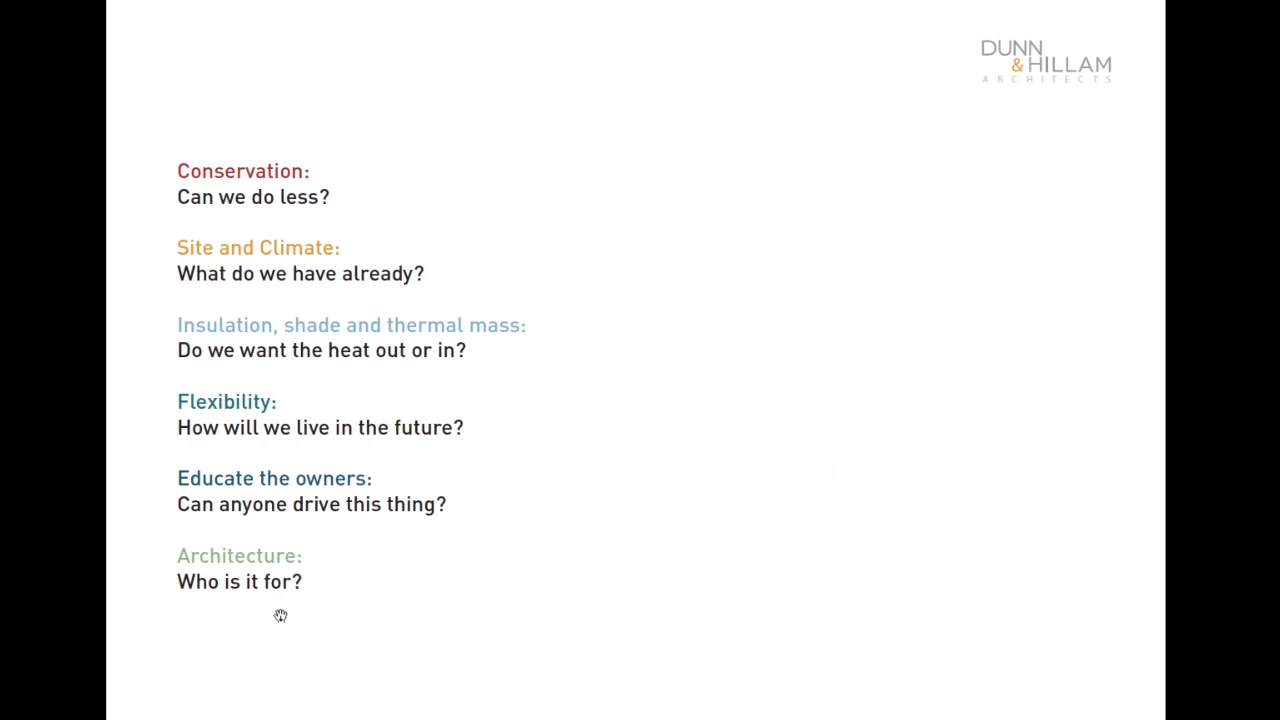 DUNN
& HILLAM
ARCHITECTS
Conservation:
Can we do less?
Site and Climate:
What do we have already?
Insulation, shade and thermal mass:
Do we want the heat out or in?
Flexibility:
How will we live in the future?
Educate the owners:
Can anyone drive this thing?
Architecture:
Who is it for?